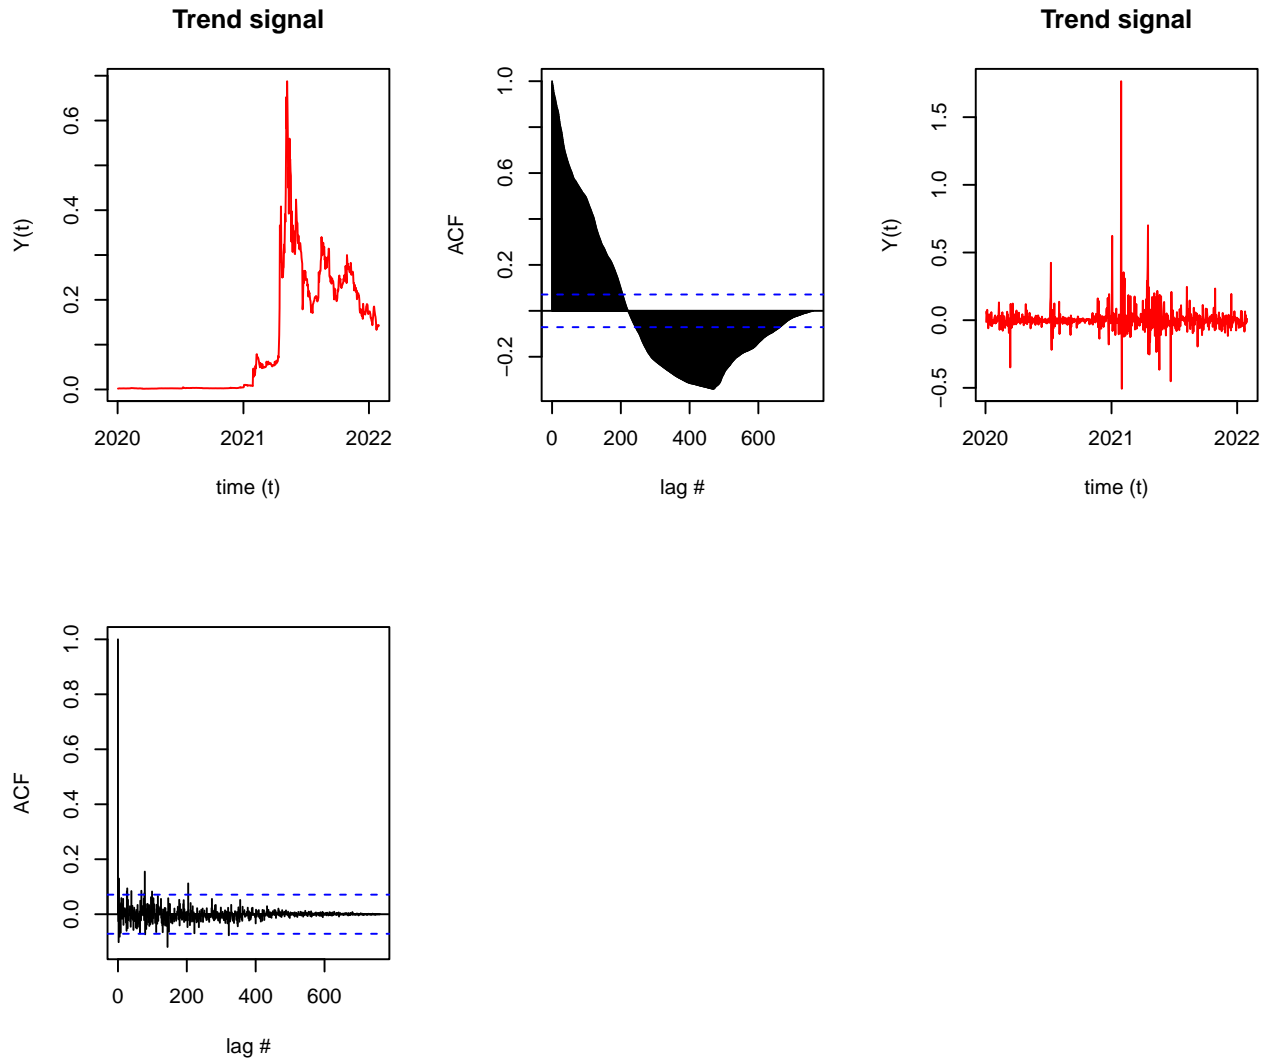 Trend signal
Y(t)
0.0 0.2 0.4 0.6
2020 2021 2022
time (t)
ACF
−0.2 0.2 0.6 1.0
0 200 400 600
lag #
Trend signal
Y(t)
−0.5 0.0 0.5 1.0 1.5
2020 2021 2022
time (t)
ACF
0.0 0.2 0.4 0.6 0.8 1.0
0 200 400 600
lag #